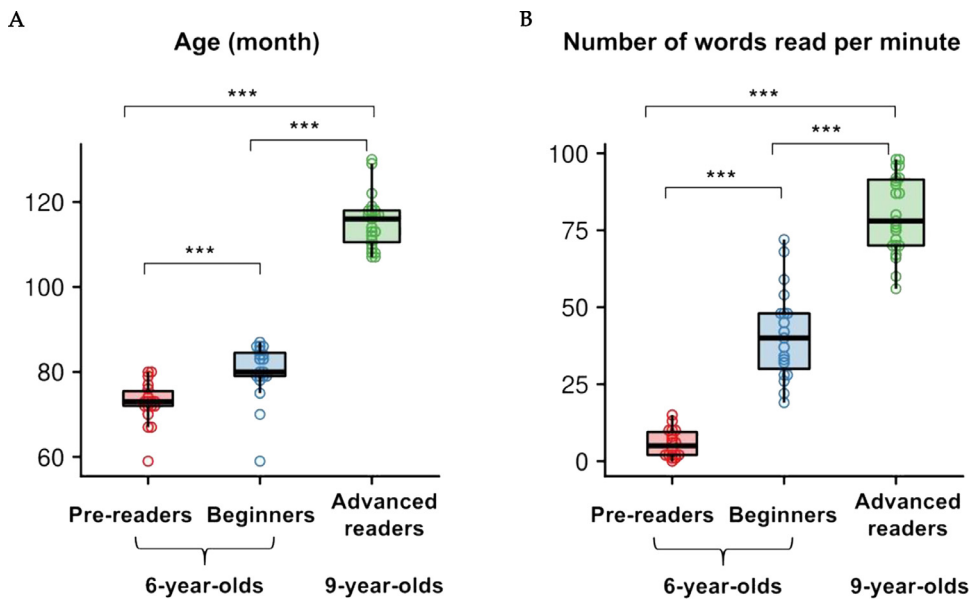 A
Age (month)
***
***
***
120
100
80
60
Pre-readers
Beginners
Advanced
readers
6-year-olds
9-year-olds
B
Number of words read per minute
***
***
***
100
75
50
25
0
Pre-readers
Beginners
Advanced
readers
6-year-olds
9-year-olds